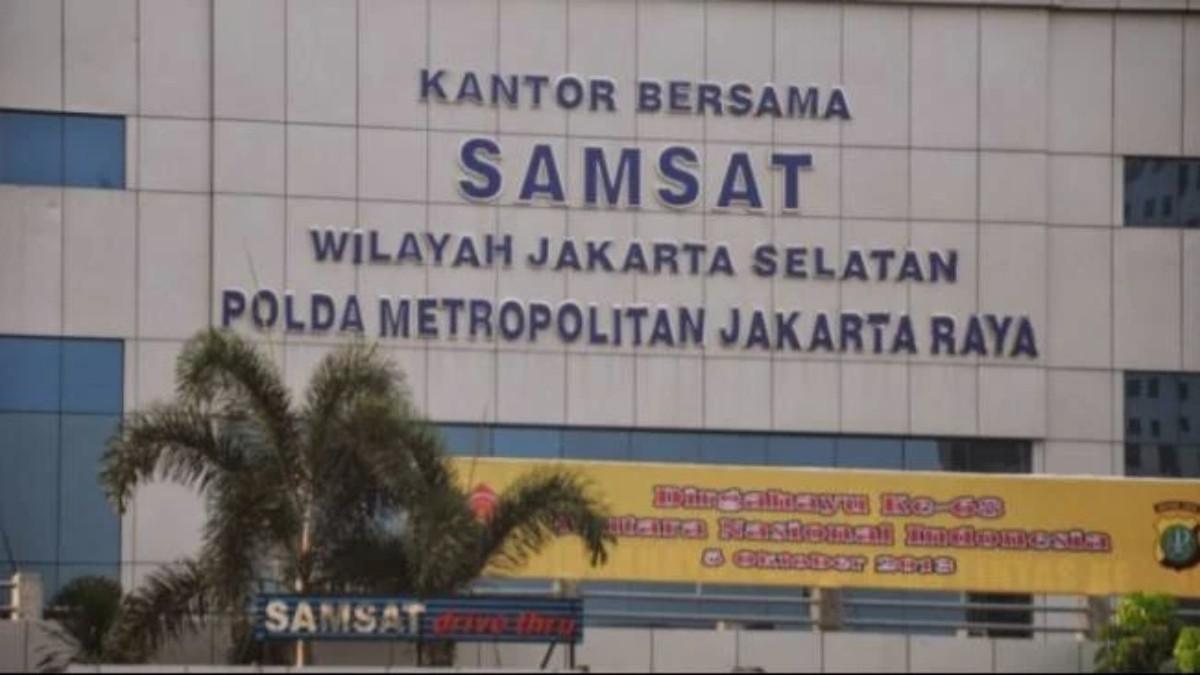 KANTOR BERSAMA
SAMSAT
WILAYAH JAKARTA SELATAN
POLDA METROPOLITAN JAKARTA RAYA
Dirgahayu Ke-68
Nasional Indonesia
5 Oktober 2013
SAMSAT drive thru